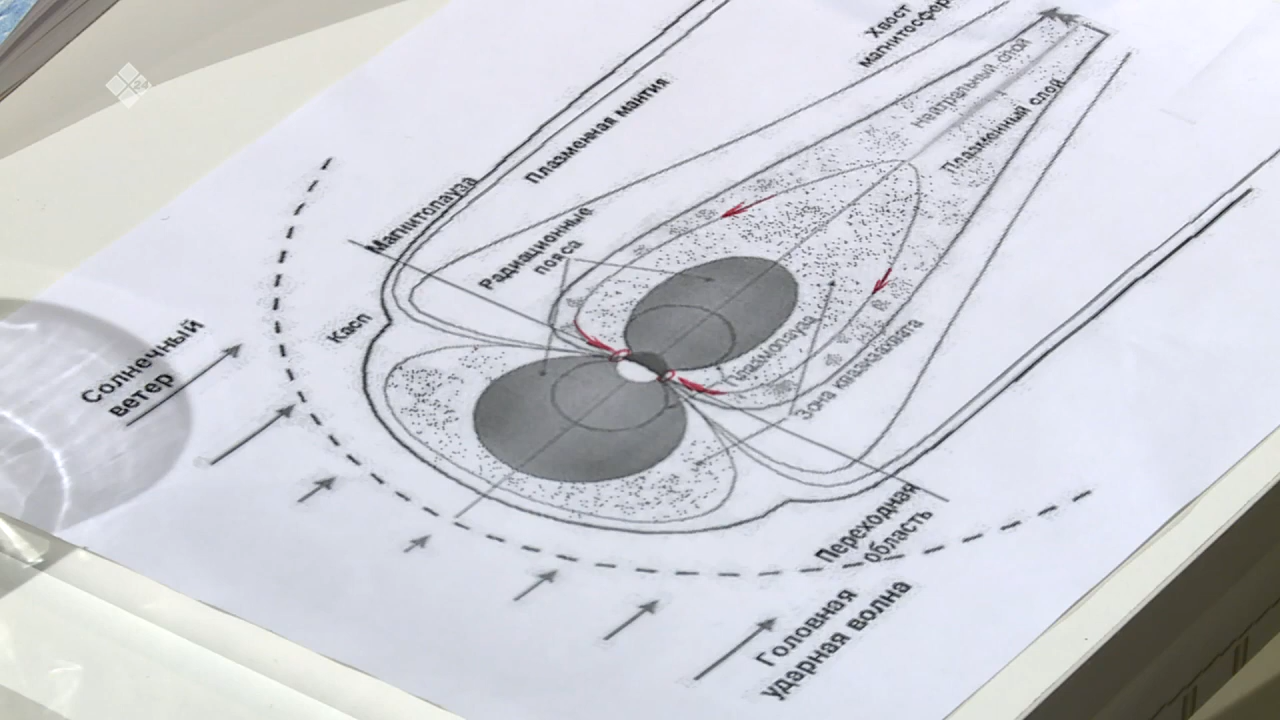 Хвост
магнитосферы
Нейтральный слой
Плазменный слой
Плазменная мантия
Магнитопауза
Радиационные
пояса
Касп
Солнечный
ветер
Плазмопауза
Зона квазизахвата
Переходная
область
Головная
ударная волна